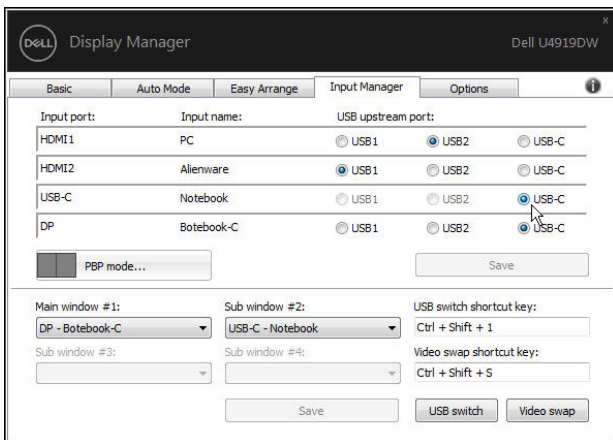 x
DELL Display Manager Dell U4919DW
Basic Auto Mode Easy Arrange Input Manager Options i
Input port: Input name: USB upstream port:
HDMI1 PC USB1 USB2 USB-C
HDMI2 Alienware USB1 USB2 USB-C
USB-C Notebook USB1 USB2 USB-C
DP Botebook-C USB1 USB2 USB-C
PBP mode... Save
Main window #1: Sub window #2: USB switch shortcut key:
DP - Botebook-C USB-C - Notebook Ctrl + Shift + 1
Sub window #3: Sub window #4: Video swap shortcut key:
Ctrl + Shift + S
Save USB switch Video swap